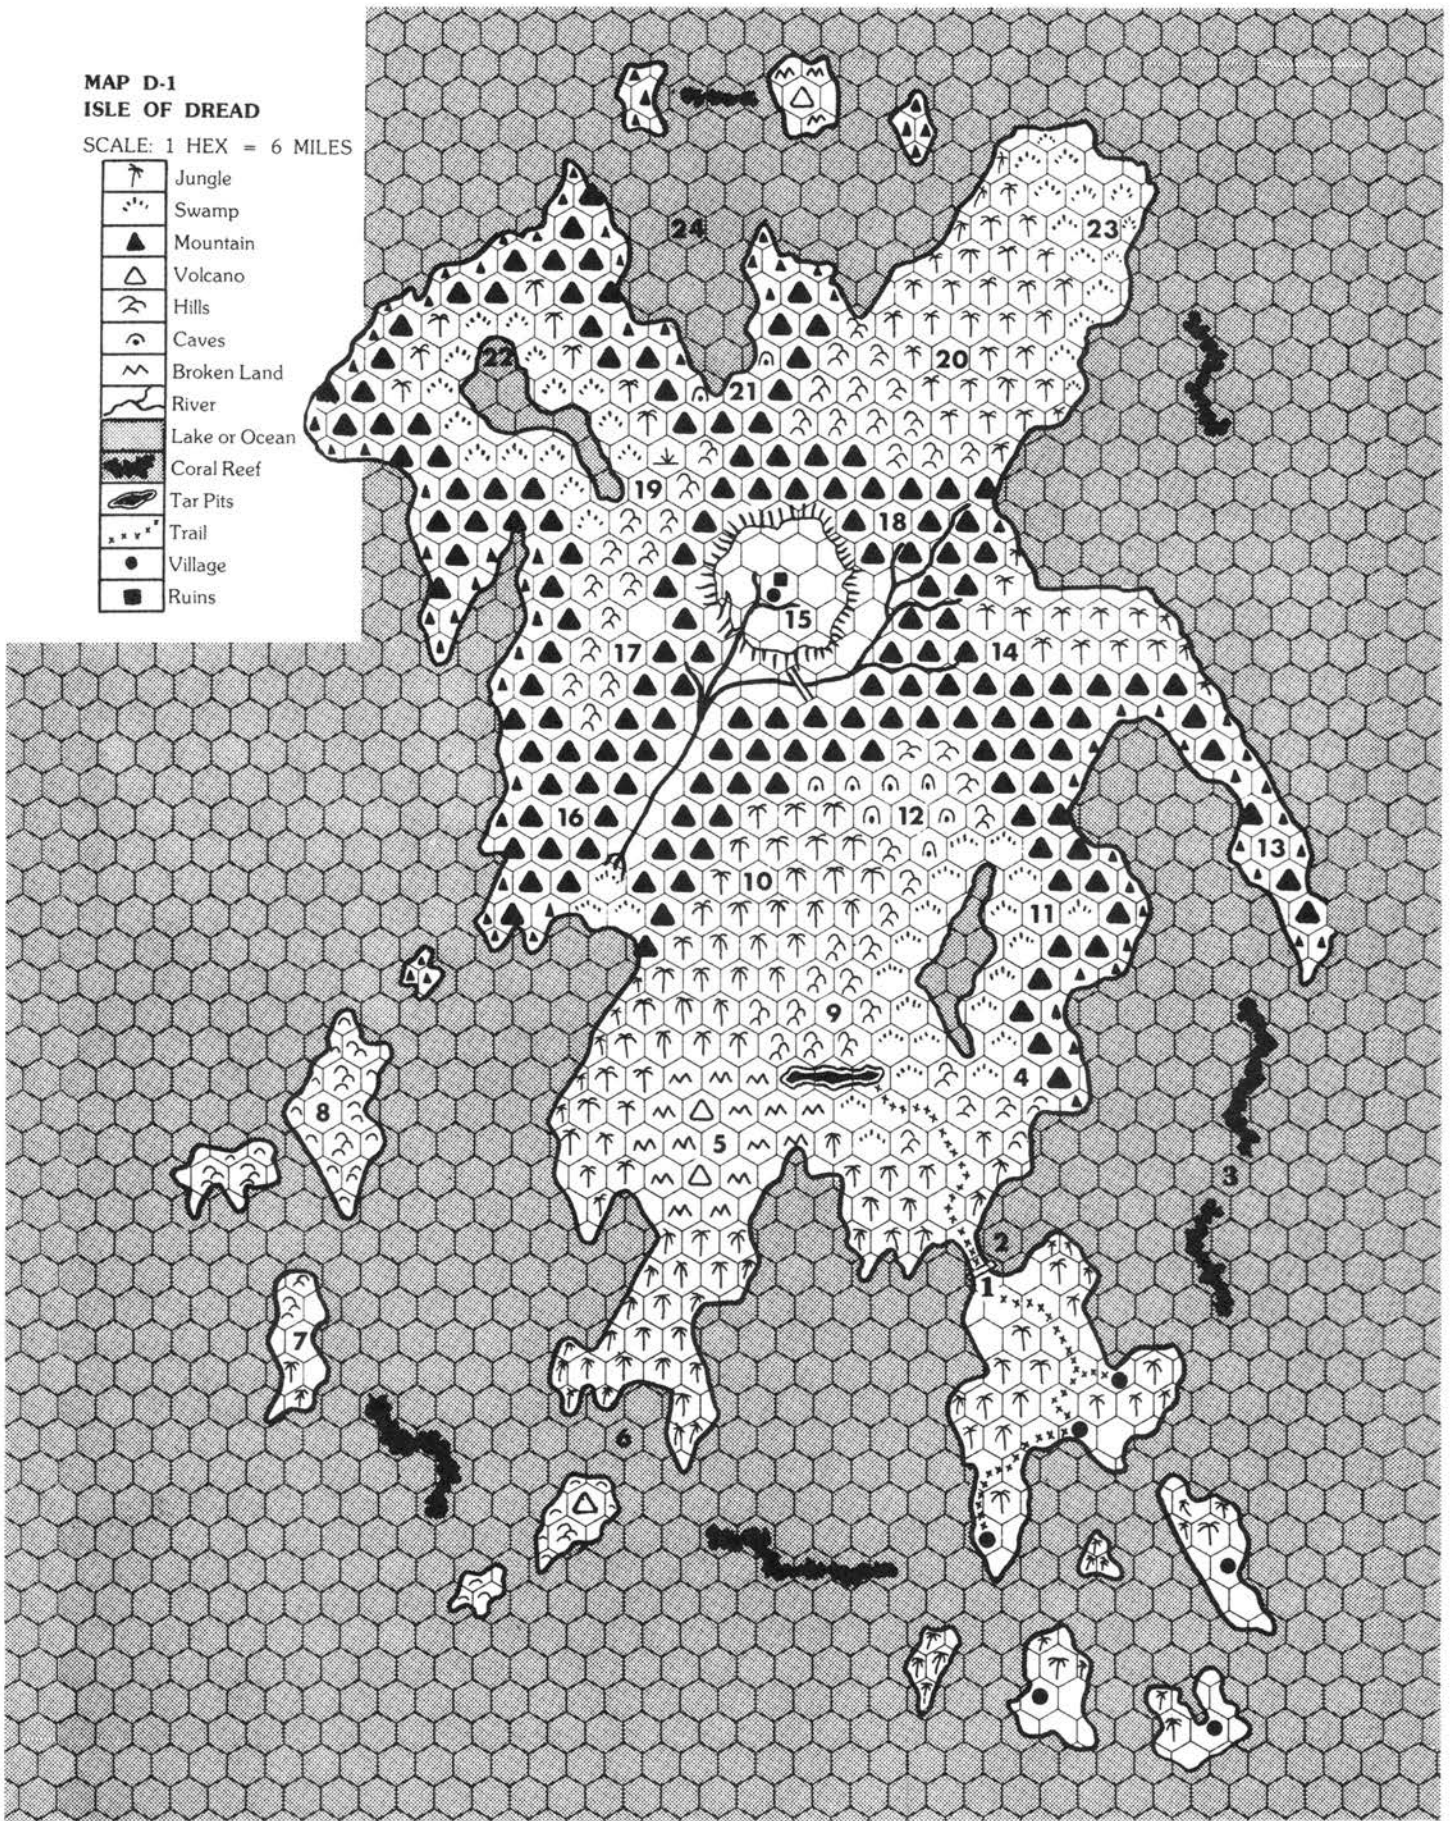 MAP D-1
ISLE OF DREAD
SCALE: 1 HEX = 6 MILES
Jungle
Swamp
Mountain
Volcano
Hills
Caves
Broken Land
River
Lake or Ocean
Coral Reef
Tar Pits
Trail
Village
Ruins
24
23
22
20
21
19
18
15
17
14
16
12
13
10
11
9
4
8
5
3
2
1
7
6